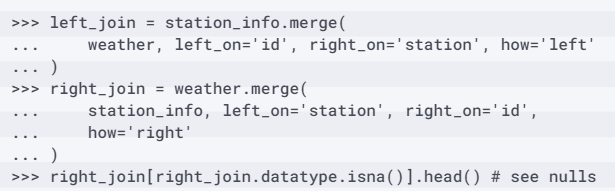 >>> left_join = station_info.merge(
...     weather, left_on='id', right_on='station', how='left'
... )
>>> right_join = weather.merge(
...     station_info, left_on='station', right_on='id',
...     how='right'
... )
>>> right_join[right_join.datatype.isna()].head() # see nulls